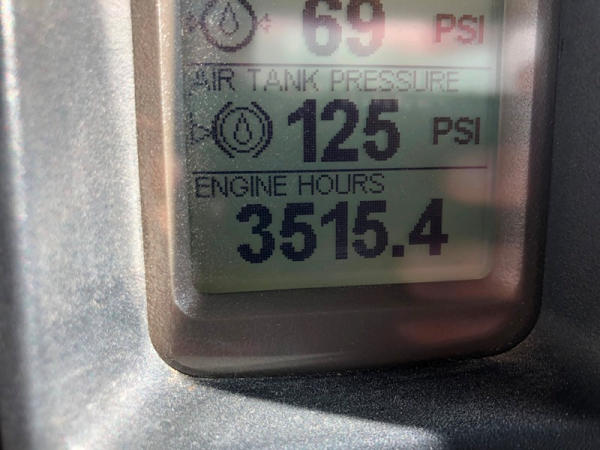 69 PSI
AIR TANK PRESSURE
125 PSI
ENGINE HOURS
3515.4